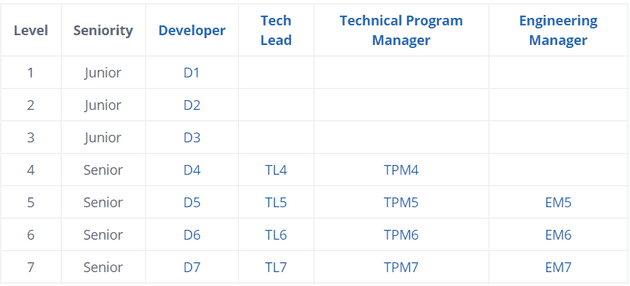 Level Seniority Developer Tech Lead Technical Program Manager Engineering Manager
1 Junior D1
2 Junior D2
3 Junior D3
4 Senior D4 TL4 TPM4
5 Senior D5 TL5 TPM5 EM5
6 Senior D6 TL6 TPM6 EM6
7 Senior D7 TL7 TPM7 EM7